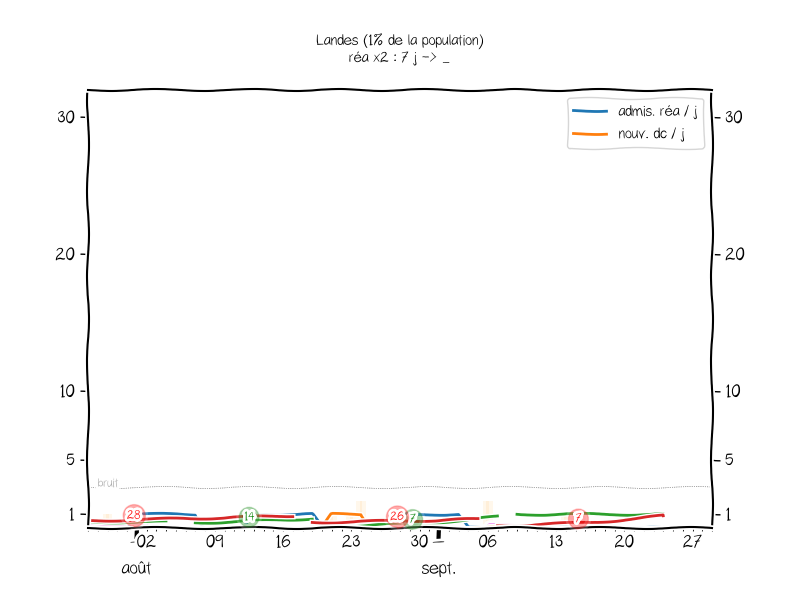 Landes (1% de la population)
réa x2 : 7 j -> _
admis. réa / j
nouv. dc / j
30 30
20 20
10 10
5 5
bruit
1 1
28 14 26 7 7
02 09 16 23 30 06 13 20 27
août sept.